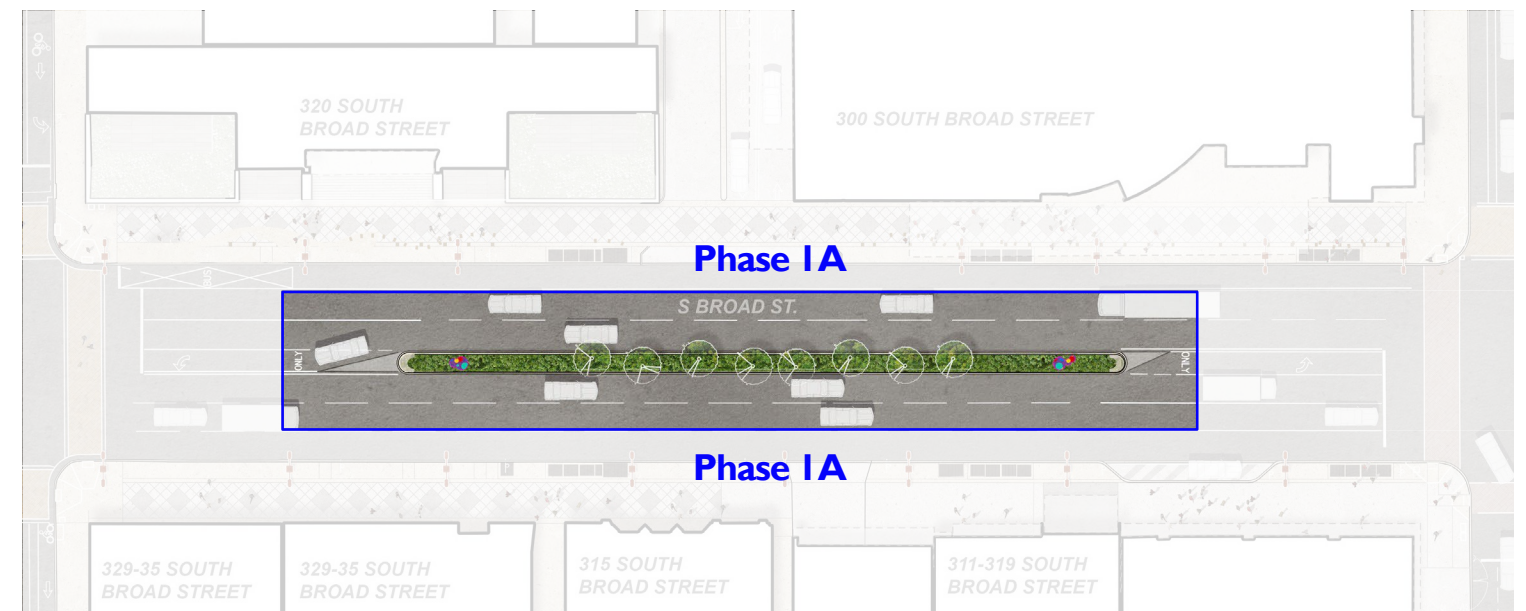 320 SOUTH
BROAD STREET
300 SOUTH BROAD STREET
Phase 1A
BUS
S BROAD ST.
ONLY
ONLY
Phase 1A
329-35 SOUTH
BROAD STREET
329-35 SOUTH
BROAD STREET
315 SOUTH
BROAD STREET
311-319 SOUTH
BROAD STREET